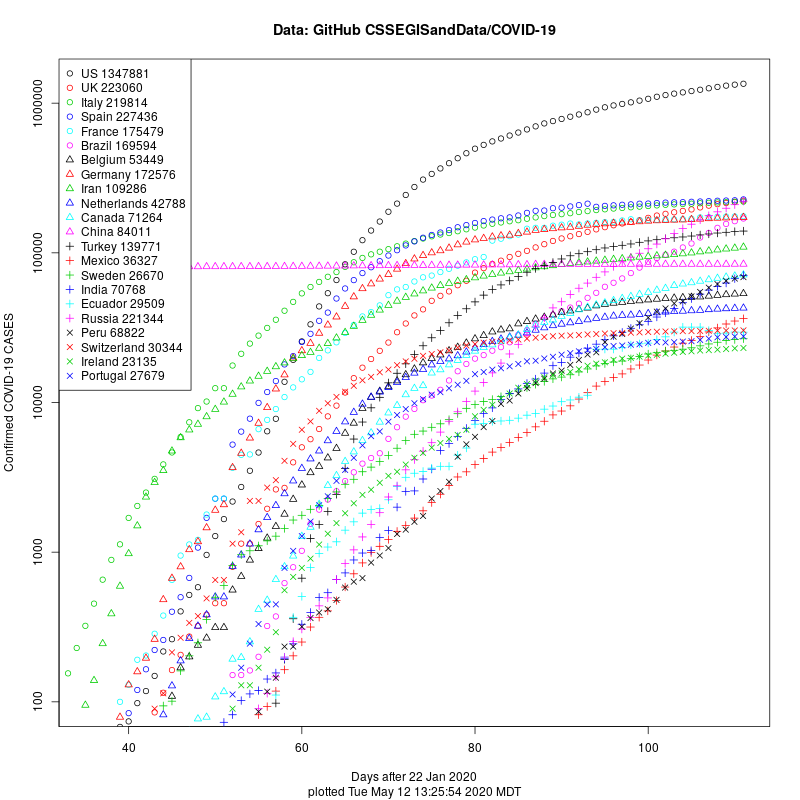 Data: GitHub CSSEGISandData/COVID-19
US 1347881
UK 223060
Italy 219814
Spain 227436
France 175479
Brazil 169594
Belgium 53449
Germany 172576
Iran 109286
Netherlands 42788
Canada 71264
China 84011
Turkey 139771
Mexico 36327
Sweden 26670
India 70768
Ecuador 29509
Russia 221344
Peru 68822
Switzerland 30344
Ireland 23135
Portugal 27679
Confirmed COVID-19 CASES
1000000
100000
10000
1000
100
40 60 80 100
Days after 22 Jan 2020
plotted Tue May 12 13:25:54 2020 MDT